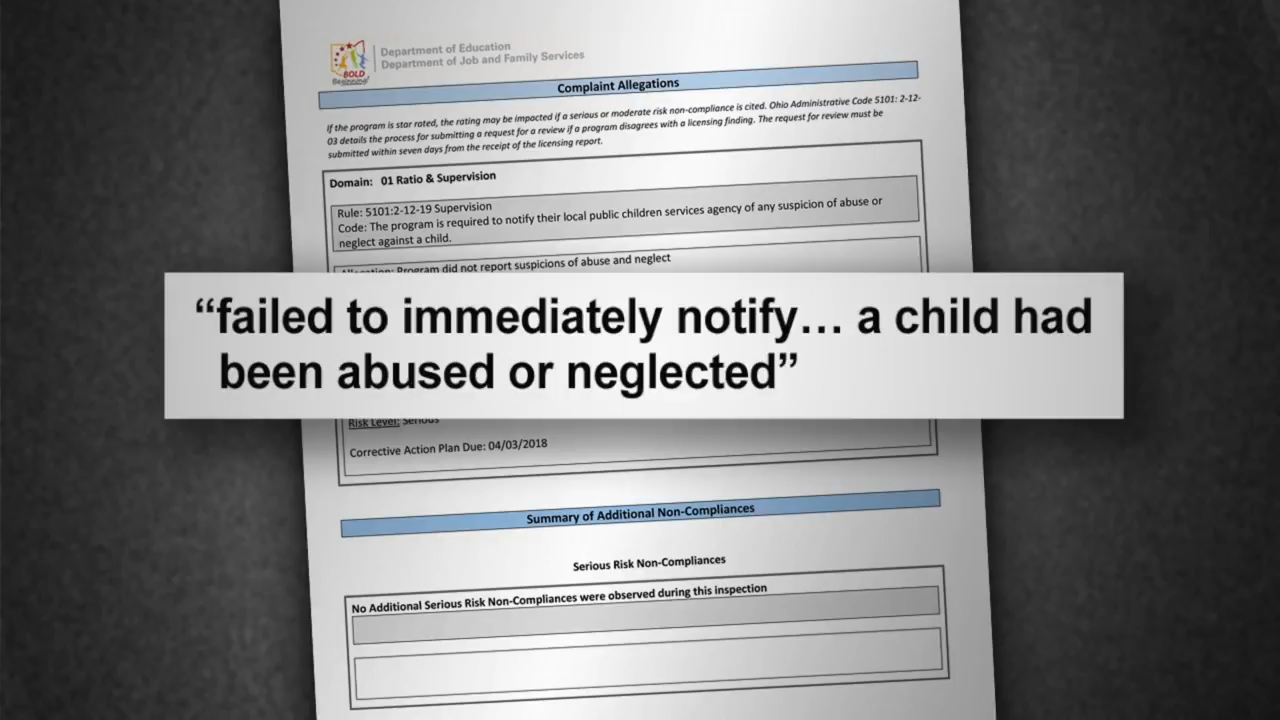 BOLD
Beginning!
Department of Education
Department of Job and Family Services
Complaint Allegations
If the program is star rated, the rating may be impacted if a serious or moderate risk non-compliance is cited. Ohio Administrative Code 5101: 2-12-
03 details the process for submitting a request for a review if a program disagrees with a licensing finding. The request for review must be
submitted within seven days from the receipt of the licensing report.
Domain: 01 Ratio & Supervision
Rule: 5101:2-12-19 Supervision
Code: The program is required to notify their local public children services agency of any suspicion of abuse or
neglect against a child.
Allegation: Program did not report suspicions of abuse and neglect
“failed to immediately notify... a child had
been abused or neglected”
Risk Level: Serious
Corrective Action Plan Due: 04/03/2018
Summary of Additional Non-Compliances
Serious Risk Non-Compliances
No Additional Serious Risk Non-Compliances were observed during this inspection